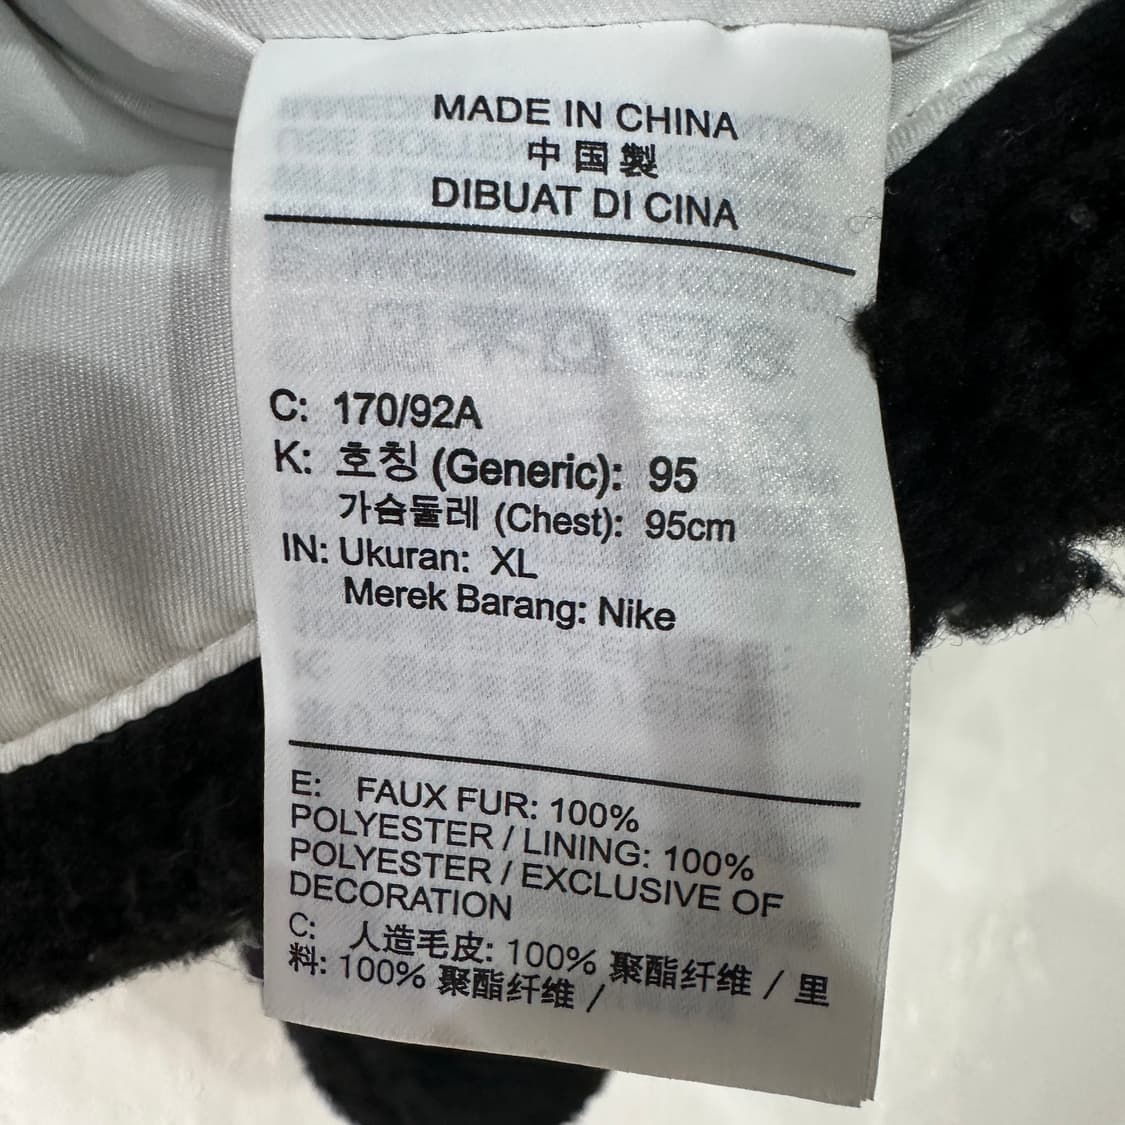 MADE IN CHINA
中国製
DIBUAT DI CINA
C: 170/92A
K: 호칭 (Generic): 95
가슴둘레 (Chest): 95cm
IN: Ukuran: XL
Merek Barang: Nike
E: FAUX FUR: 100%
POLYESTER / LINING: 100%
POLYESTER / EXCLUSIVE OF
DECORATION
C: 人造毛皮: 100% 聚酯纤维 / 里
料: 100% 聚酯纤维 /